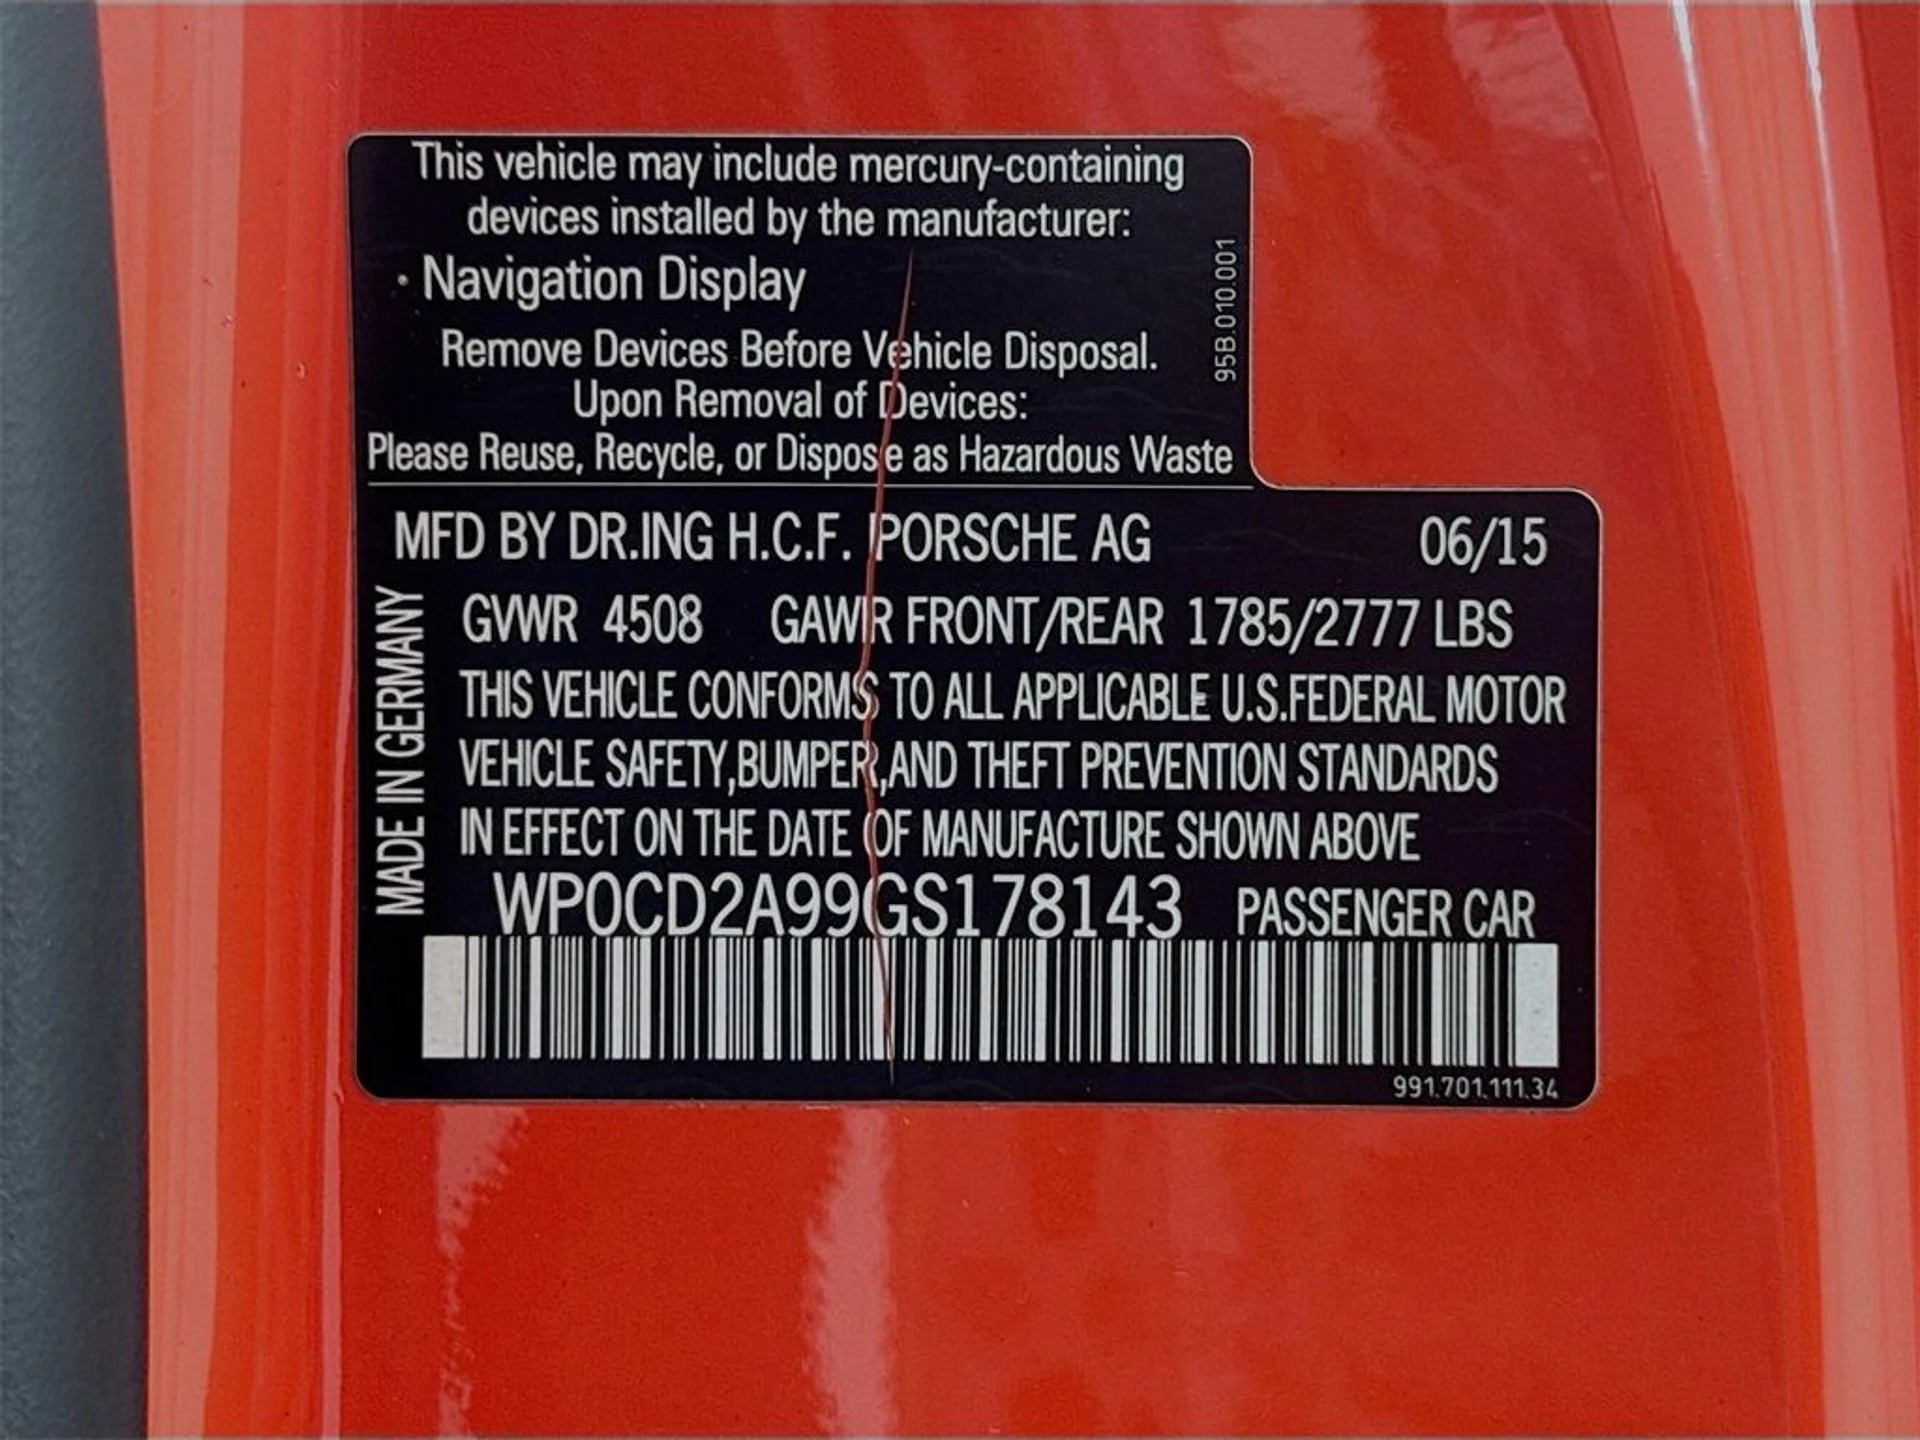 This vehicle may include mercury-containing
devices installed by the manufacturer:
· Navigation Display
Remove Devices Before Vehicle Disposal.
Upon Removal of Devices:
Please Reuse, Recycle, or Dispose as Hazardous Waste
95B.010.001
MFD BY DR.ING H.C.F. PORSCHE AG 06/15
GVWR 4508 GAWR FRONT/REAR 1785/2777 LBS
THIS VEHICLE CONFORMS TO ALL APPLICABLE U.S.FEDERAL MOTOR
VEHICLE SAFETY,BUMPER,AND THEFT PREVENTION STANDARDS
IN EFFECT ON THE DATE OF MANUFACTURE SHOWN ABOVE
WP0CD2A99GS178143 PASSENGER CAR
MADE IN GERMANY
991.701.111.34